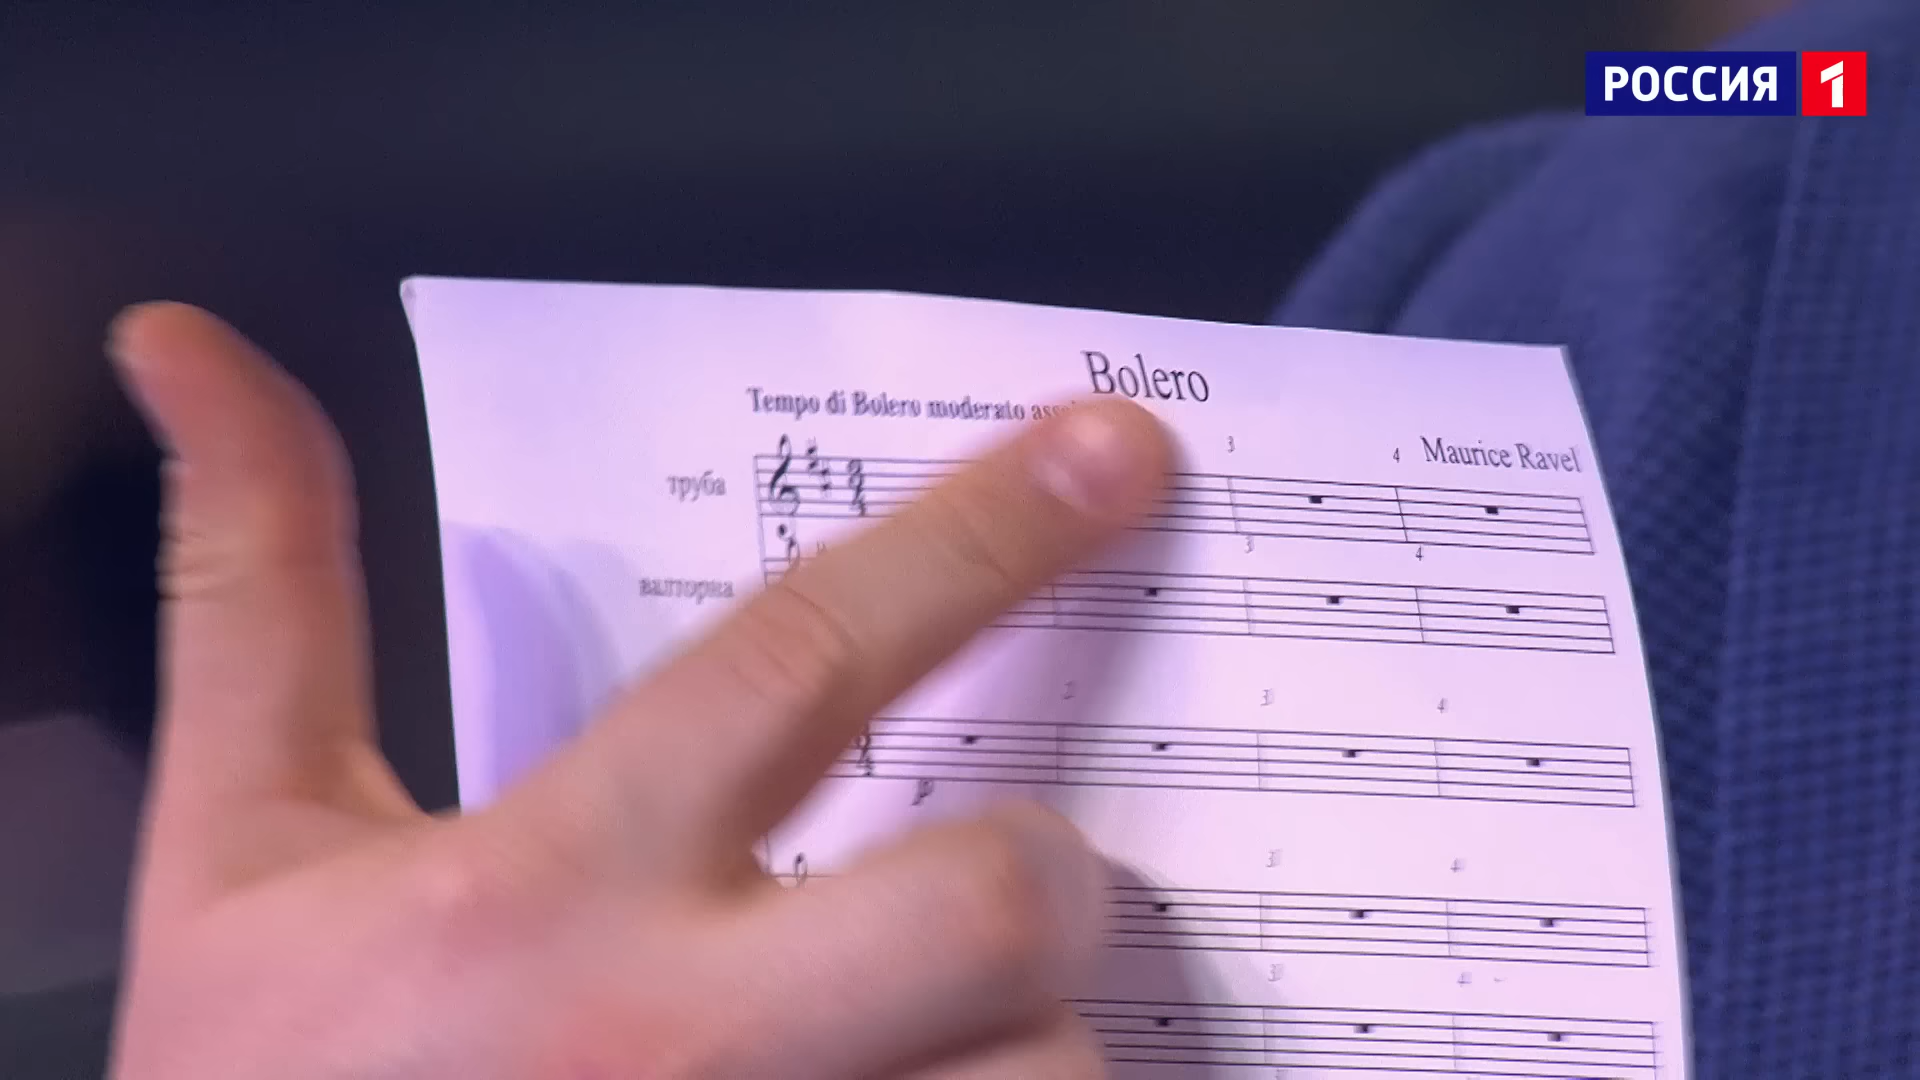 РОССИЯ 1
Bolero
Tempo di Bolero moderato
Maurice Ravel
3 4
труба
3 4
валторна
2 3 4
p
3 4
3 4